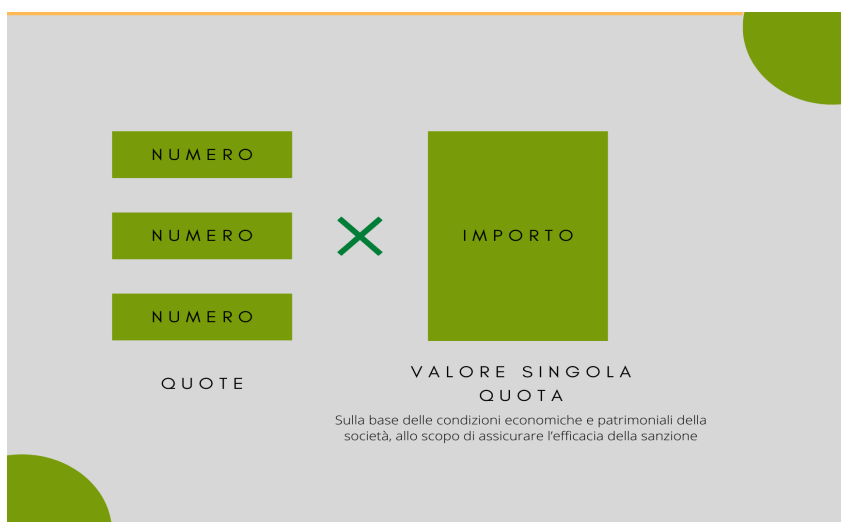 NUMERO
NUMERO
NUMERO
QUOTE
IMPORTO
VALORE SINGOLA
QUOTA
Sulla base delle condizioni economiche e patrimoniali della
società, allo scopo di assicurare l'efficacia della sanzione